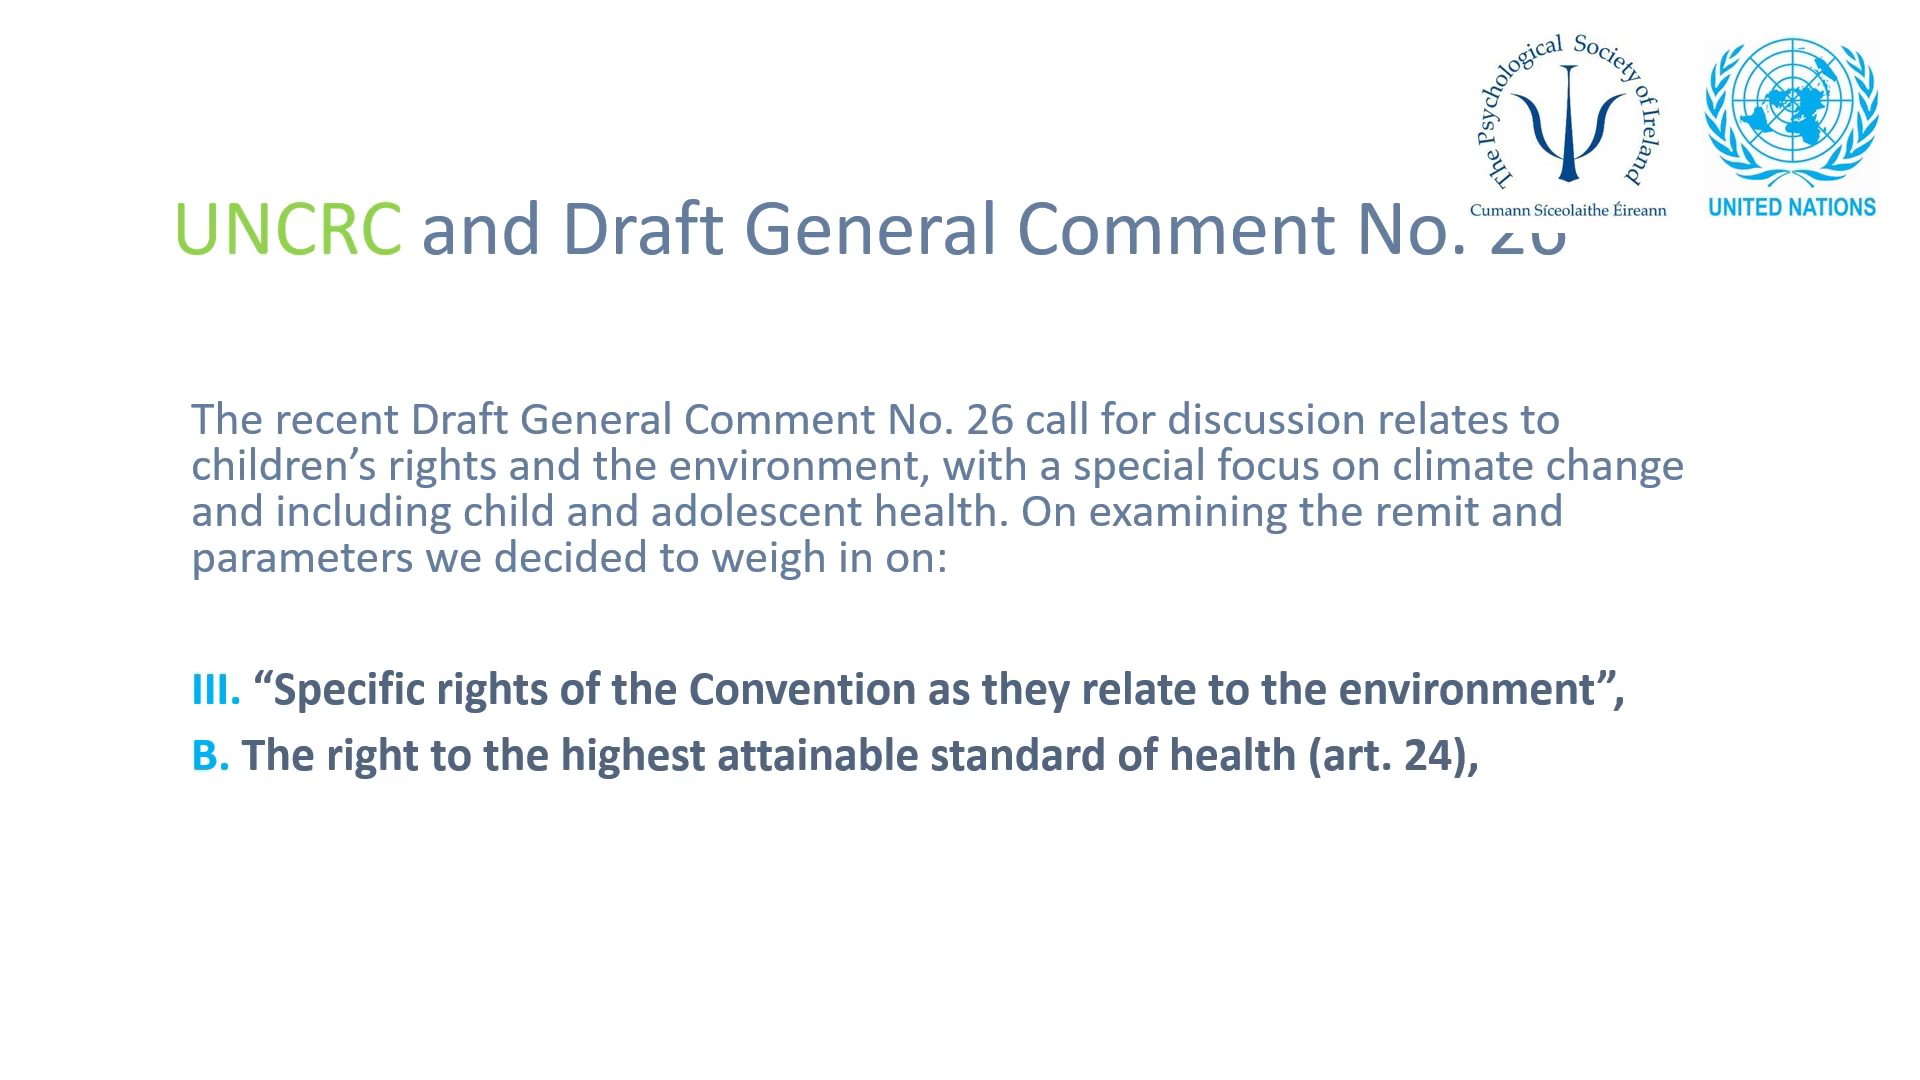 The Psychological Society of Ireland
Cumann Síceolaithe Éireann
UNITED NATIONS
UNCRC and Draft General Comment No. 26
The recent Draft General Comment No. 26 call for discussion relates to
children’s rights and the environment, with a special focus on climate change
and including child and adolescent health. On examining the remit and
parameters we decided to weigh in on:
III. “Specific rights of the Convention as they relate to the environment”,
B. The right to the highest attainable standard of health (art. 24),